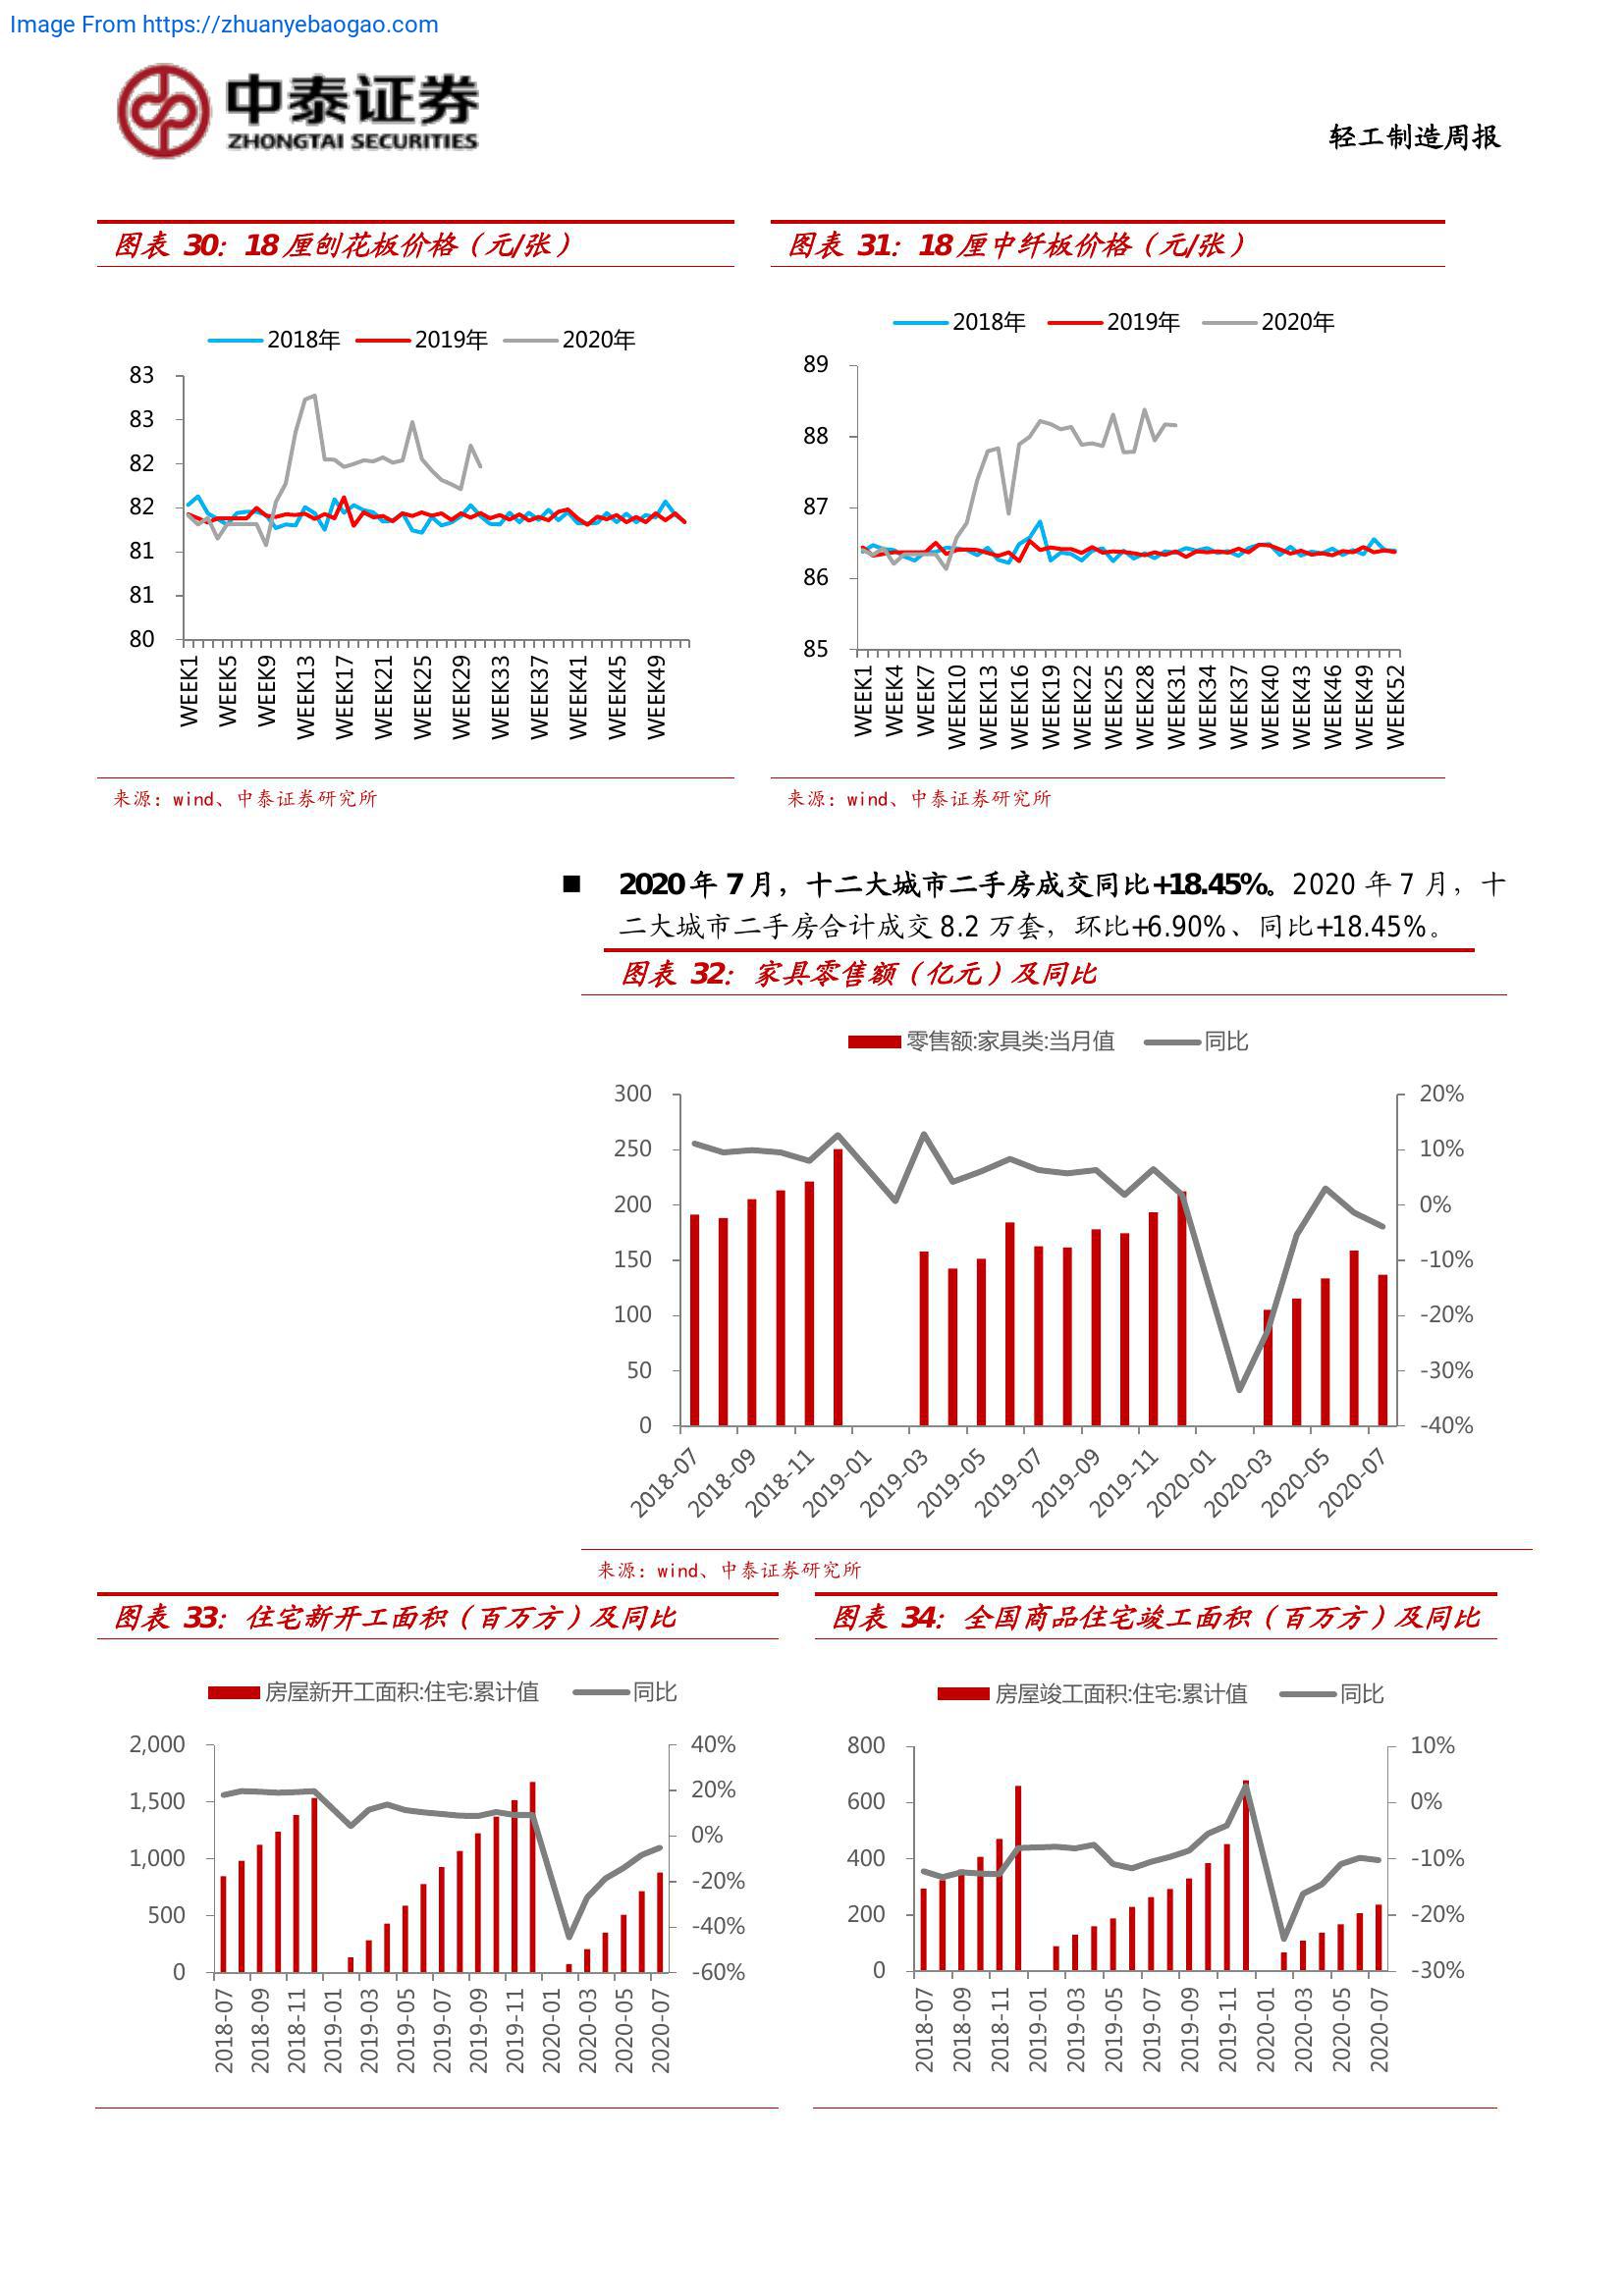 Image From https://zhuanyebaogao.com
中泰证券
ZHONGTAI SECURITIES
轻工制造周报
图表 30：18 厘刨花板价格（元/张）
2018年 2019年 2020年
83
83
82
82
81
81
80
WEEK1 WEEK5 WEEK9 WEEK13 WEEK17 WEEK21 WEEK25 WEEK29 WEEK33 WEEK37 WEEK41 WEEK45 WEEK49
来源：wind、中泰证券研究所
图表 31：18 厘中纤板价格（元/张）
2018年 2019年 2020年
89
88
87
86
85
WEEK1 WEEK4 WEEK7 WEEK10 WEEK13 WEEK16 WEEK19 WEEK22 WEEK25 WEEK28 WEEK31 WEEK34 WEEK37 WEEK40 WEEK43 WEEK46 WEEK49 WEEK52
来源：wind、中泰证券研究所
■ 2020 年 7 月，十二大城市二手房成交同比+18.45%。2020 年 7 月，十
二大城市二手房合计成交 8.2 万套，环比+6.90%、同比+18.45%。
图表 32：家具零售额（亿元）及同比
零售额:家具类:当月值 同比
300 20%
250 10%
200 0%
150 -10%
100 -20%
50 -30%
0 -40%
2018-07 2018-09 2018-11 2019-01 2019-03 2019-05 2019-07 2019-09 2019-11 2020-01 2020-03 2020-05 2020-07
来源：wind、中泰证券研究所
图表 33：住宅新开工面积（百万方）及同比
房屋新开工面积:住宅:累计值 同比
2,000 40%
1,500 20%
1,000 0%
500 -20%
0 -40%
-60%
2018-07 2018-09 2018-11 2019-01 2019-03 2019-05 2019-07 2019-09 2019-11 2020-01 2020-03 2020-05 2020-07
图表 34：全国商品住宅竣工面积（百万方）及同比
房屋竣工面积:住宅:累计值 同比
800 10%
600 0%
400 -10%
200 -20%
0 -30%
2018-07 2018-09 2018-11 2019-01 2019-03 2019-05 2019-07 2019-09 2019-11 2020-01 2020-03 2020-05 2020-07